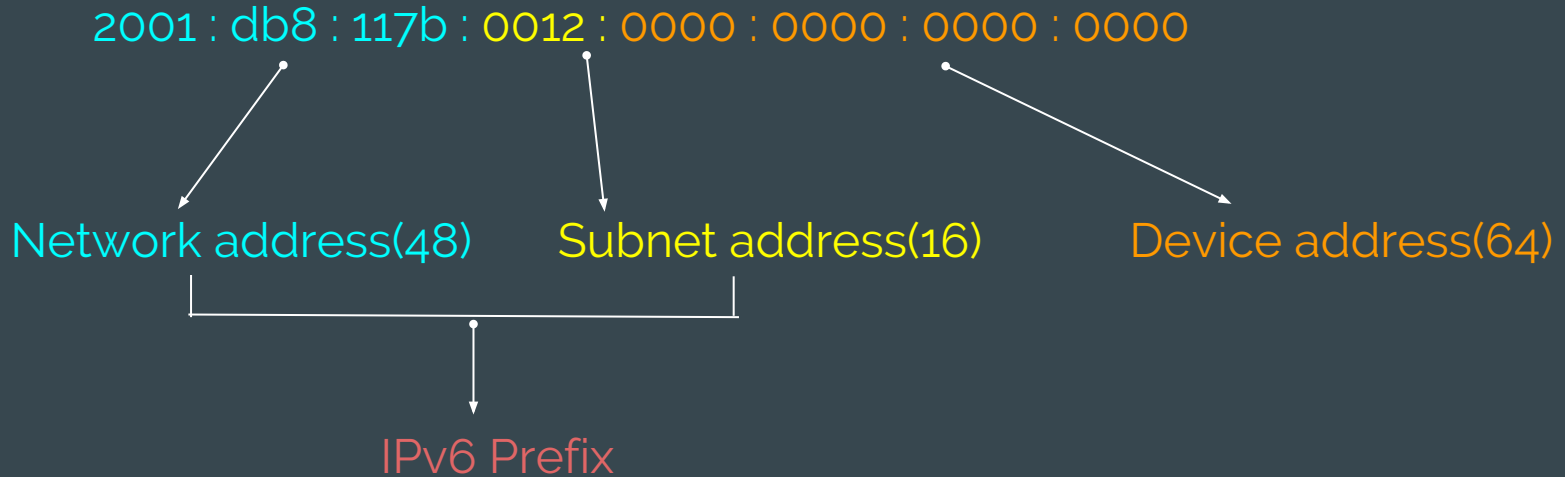 2001 : db8 : 117b : 0012 : 0000 : 0000 : 0000 : 0000
Network address(48)
Subnet address(16)
Device address(64)
IPv6 Prefix